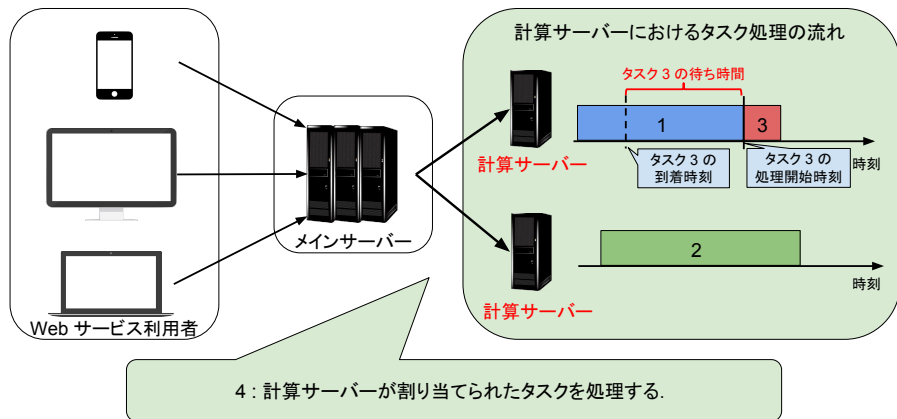 計算サーバーにおけるタスク処理の流れ
タスク 3 の待ち時間
1
3
計算サーバー
タスク 3 の
到着時刻
タスク 3 の
処理開始時刻
時刻
メインサーバー
2
計算サーバー
時刻
Web サービス利用者
4 : 計算サーバーが割り当てられたタスクを処理する.